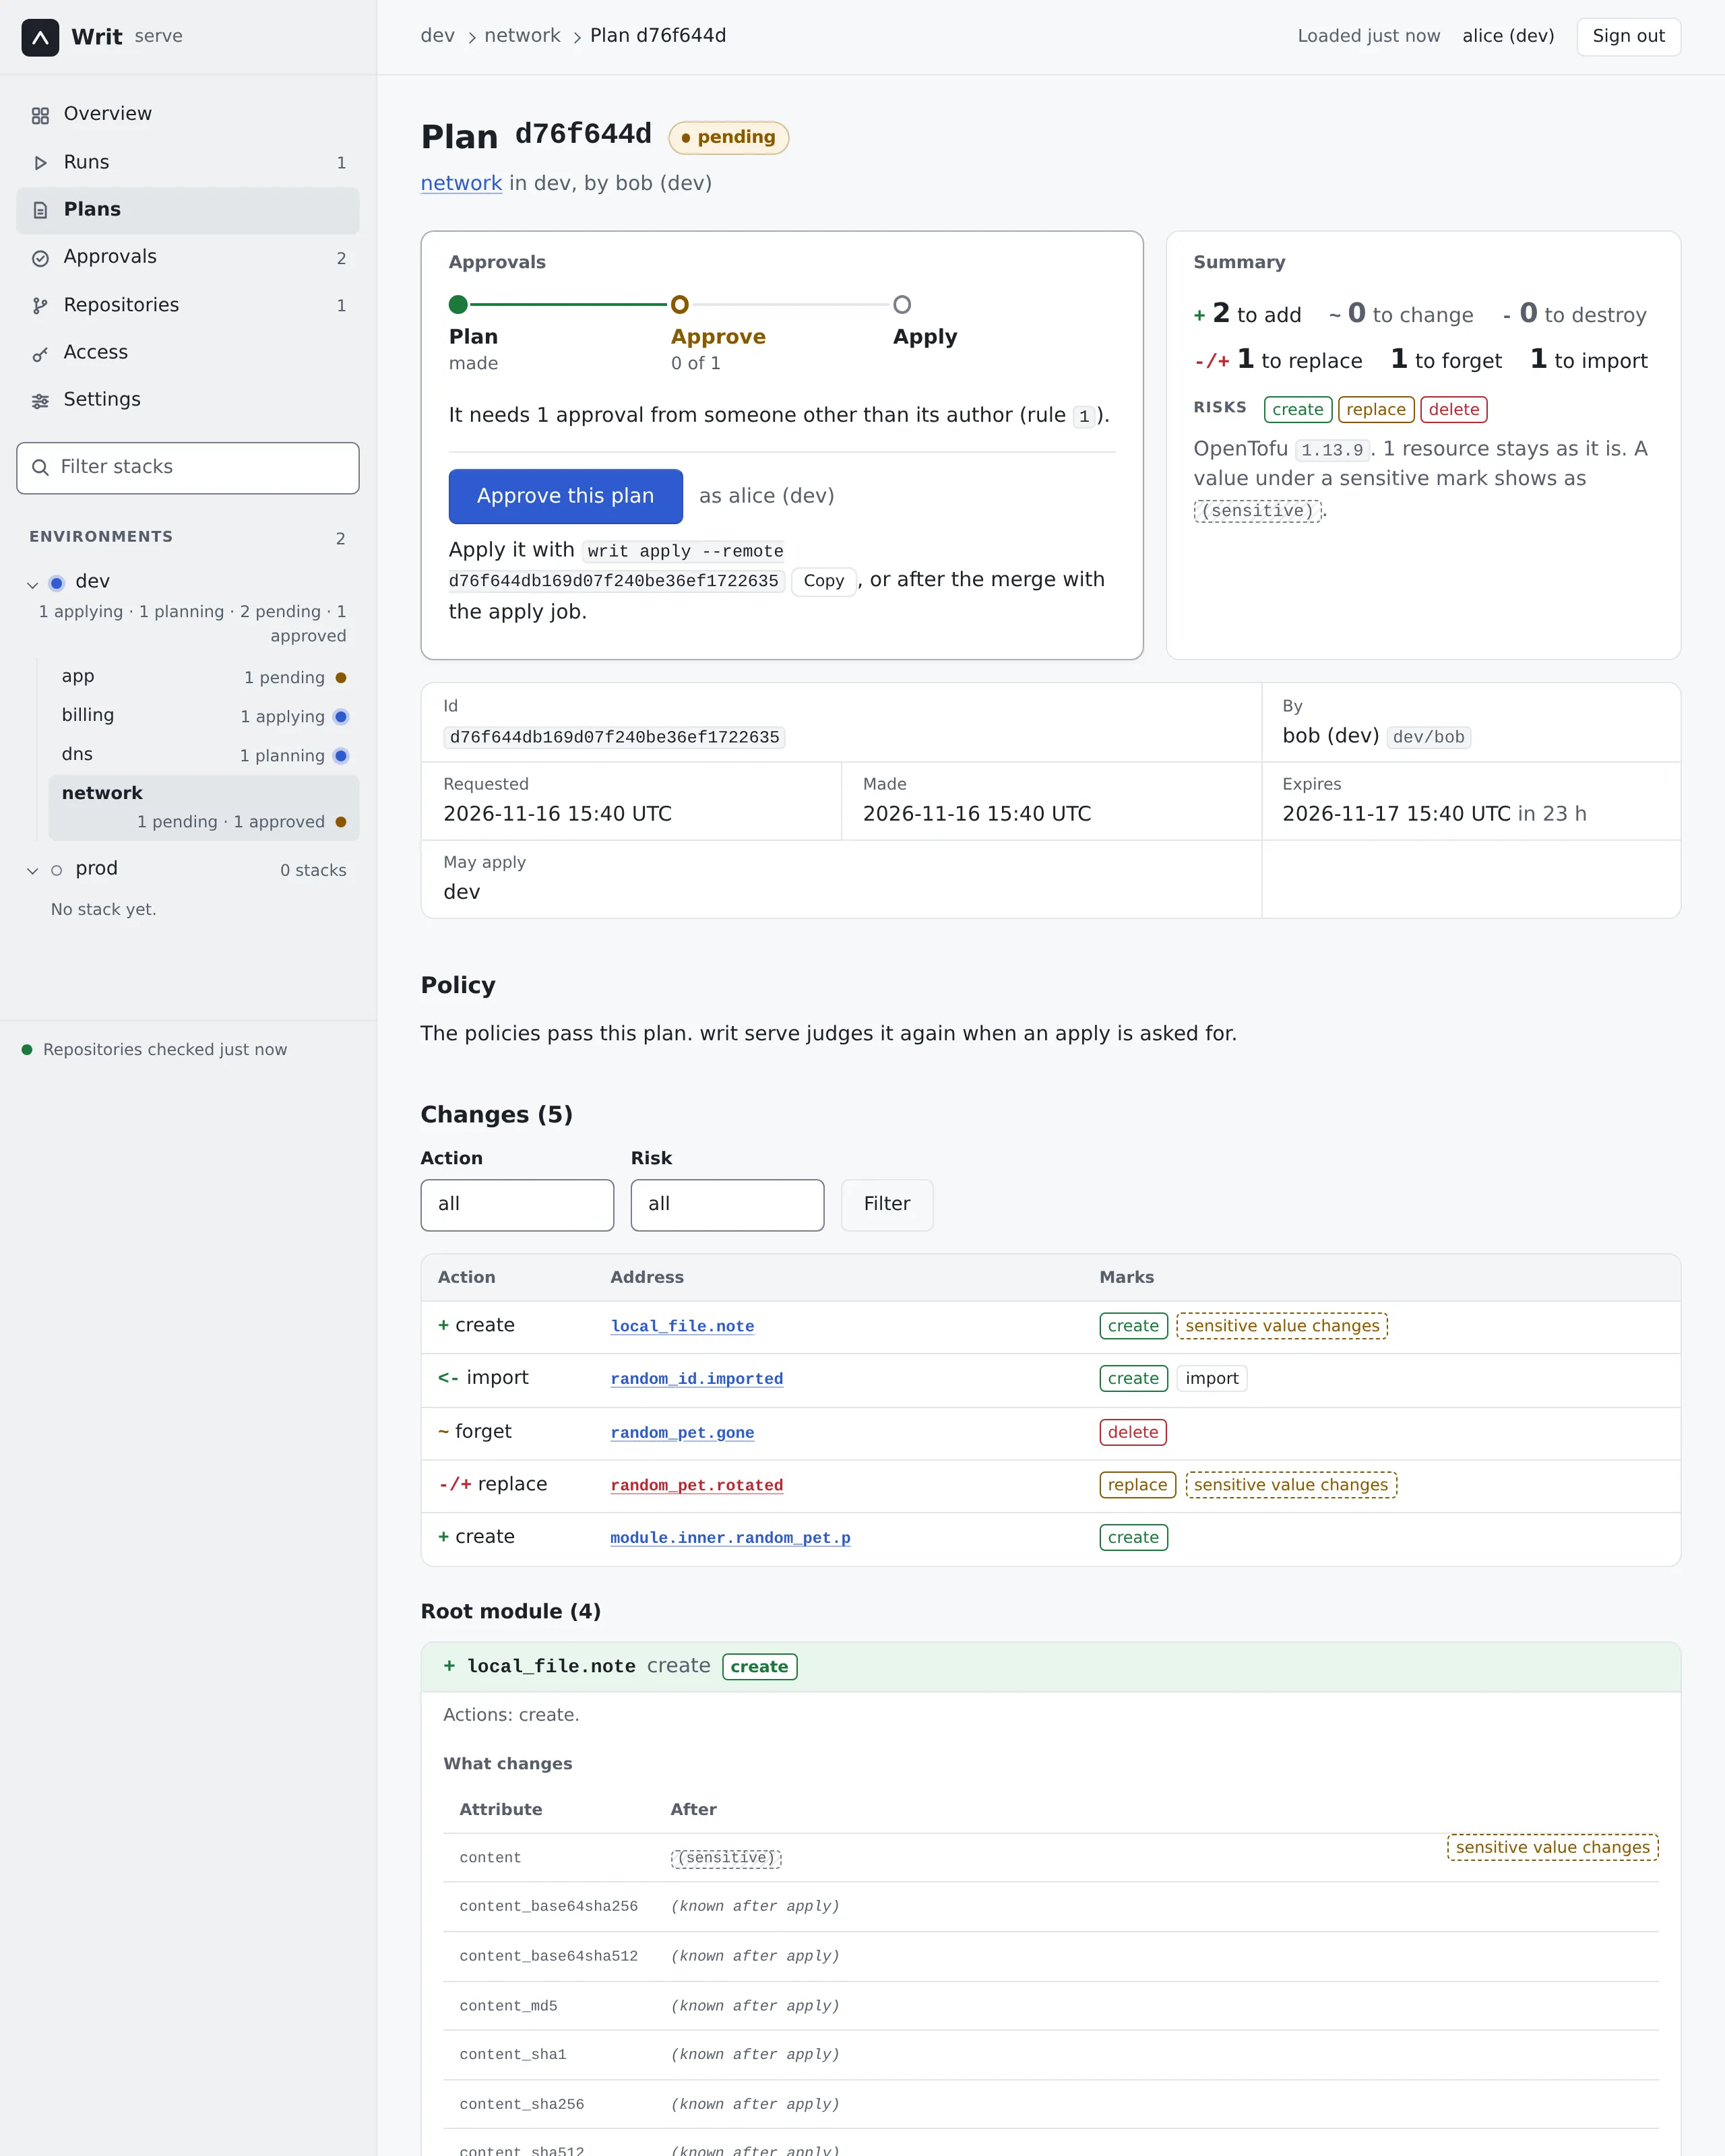 Writ serve
dev > network > Plan d76f644d
Loaded just now alice (dev) Sign out
Overview
Runs 1
Plans
Approvals 2
Repositories 1
Access
Settings
Filter stacks
ENVIRONMENTS 2
dev
1 applying · 1 planning · 2 pending · 1
approved
app 1 pending
billing 1 applying
dns 1 planning
network
1 pending · 1 approved
prod 0 stacks
No stack yet.
Repositories checked just now
Plan d76f644d pending
network in dev, by bob (dev)
Approvals
Plan
made
Approve
0 of 1
Apply
It needs 1 approval from someone other than its author (rule 1).
Approve this plan as alice (dev)
Apply it with writ apply --remote
d76f644db169d07f240be36ef1722635 Copy, or after the merge with
the apply job.
Summary
+ 2 to add ~ 0 to change - 0 to destroy
-/+ 1 to replace 1 to forget 1 to import
RISKS create replace delete
OpenTofu 1.13.9. 1 resource stays as it is. A
value under a sensitive mark shows as
(sensitive).
Id
d76f644db169d07f240be36ef1722635
By
bob (dev) dev/bob
Requested
2026-11-16 15:40 UTC
Made
2026-11-16 15:40 UTC
Expires
2026-11-17 15:40 UTC in 23 h
May apply
dev
Policy
The policies pass this plan. writ serve judges it again when an apply is asked for.
Changes (5)
Action Risk
all all Filter
Action Address Marks
+ create local_file.note create sensitive value changes
<- import random_id.imported create import
~ forget random_pet.gone delete
-/+ replace random_pet.rotated replace sensitive value changes
+ create module.inner.random_pet.p create
Root module (4)
+ local_file.note create create
Actions: create.
What changes
Attribute After
content (sensitive) sensitive value changes
content_base64sha256 (known after apply)
content_base64sha512 (known after apply)
content_md5 (known after apply)
content_sha1 (known after apply)
content_sha256 (known after apply)
content_sha512 (known after apply)